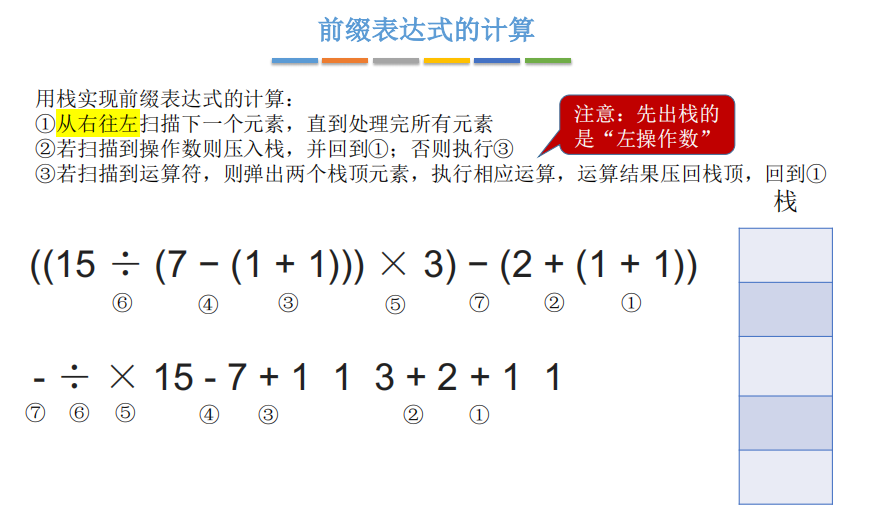 前缀表达式的计算
用栈实现前缀表达式的计算：
①从右往左扫描下一个元素，直到处理完所有元素
②若扫描到操作数则压入栈，并回到①；否则执行③
③若扫描到运算符，则弹出两个栈顶元素，执行相应运算，运算结果压回栈顶，回到①
注意：先出栈的
是“左操作数”
栈
((15 ÷ (7 − (1 + 1))) × 3) − (2 + (1 + 1))
⑥ ④ ③ ⑤ ⑦ ② ①
- ÷ × 15 - 7 + 1 1 3 + 2 + 1 1
⑦ ⑥ ⑤ ④ ③ ② ①